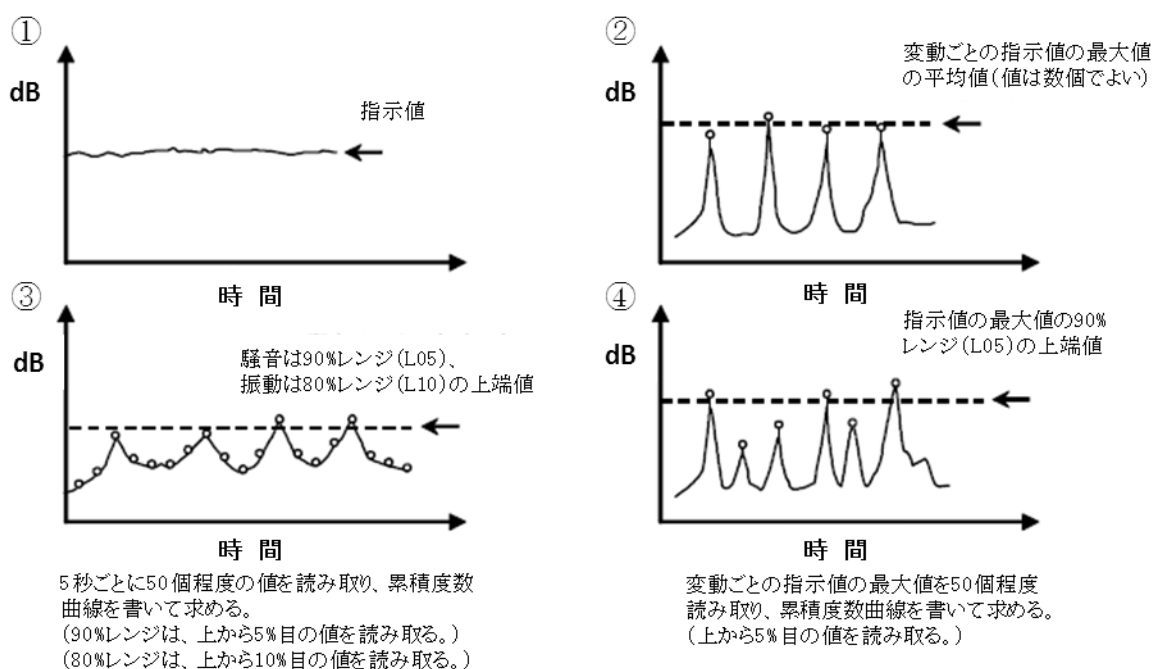 ①
dB
指示値
時 間
②
dB
変動ごとの指示値の最大値
の平均値(値は数個でよい)
時 間
③
dB
騒音は90%レンジ(L05)、
振動は80%レンジ(L10)の上端値
時 間
5秒ごとに50個程度の値を読み取り、累積度数
曲線を書いて求める。
(90%レンジは、上から5%目の値を読み取る。)
(80%レンジは、上から10%目の値を読み取る。)
④
dB
指示値の最大値の90%
レンジ(L05)の上端値
時 間
変動ごとの指示値の最大値を50個程度
読み取り、累積度数曲線を書いて求める。
(上から5%目の値を読み取る。)